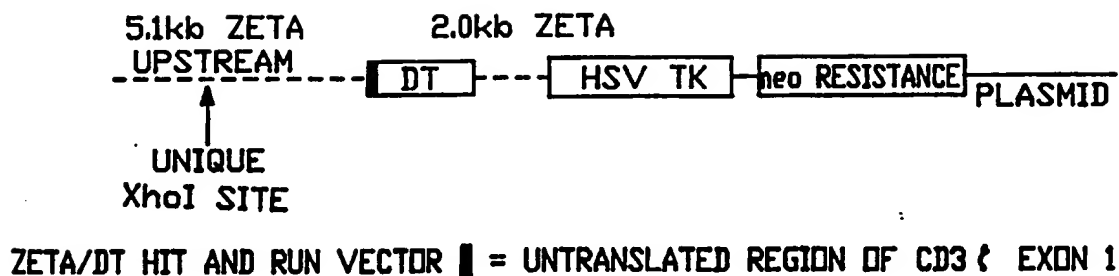 5.1kb ZETA 2.0kb ZETA
UPSTREAM
DT HSV TK neo RESISTANCE
PLASMID
UNIQUE
XhoI SITE
ZETA/DT HIT AND RUN VECTOR = UNTRANSLATED REGION OF CD3 ζ EXON 1